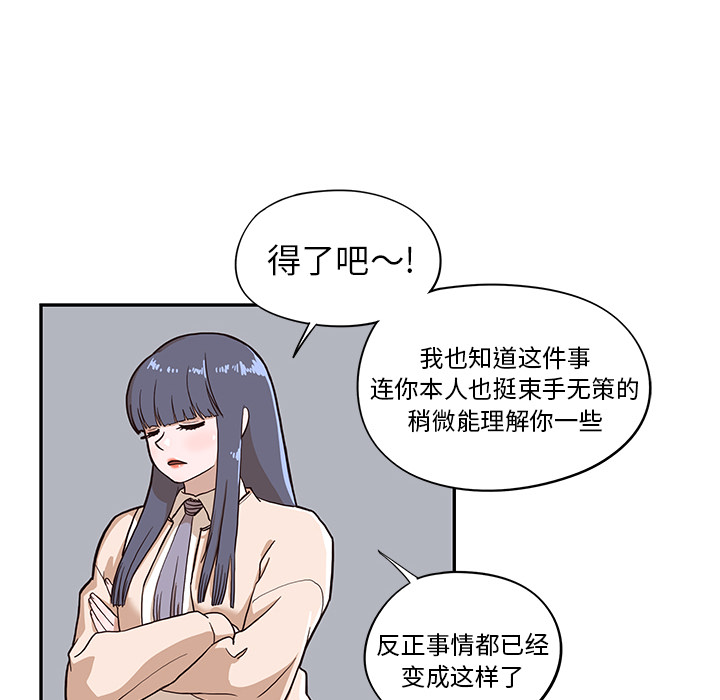 得了吧～!
我也知道这件事
连你本人也挺束手无策的
稍微能理解你一些
反正事情都已经
变成这样了